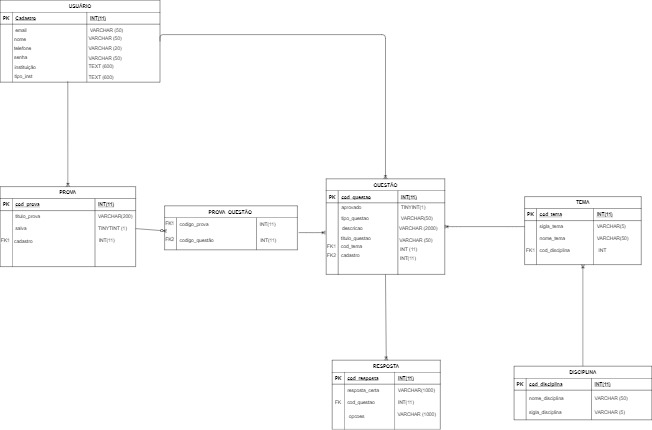 USUÁRIO
PK Cadastro INT(11)
email VARCHAR (50)
nome VARCHAR (50)
telefone VARCHAR (20)
senha VARCHAR (50)
instituição TEXT (600)
tipo_inst TEXT (600)
PROVA
PK cod_prova INT(11)
titulo_prova VARCHAR(200)
salva TINYTINT (1)
FK1 cadastro INT(11)
PROVA_QUESTÃO
FK1 codigo_prova INT(11)
FK2 codigo_questão INT(11)
QUESTÃO
PK cod_questao INT(11)
aprovado TINYINT(1)
tipo_questao VARCHAR(50)
descricao VARCHAR (2000)
titulo_questao VARCHAR (50)
FK1 cod_tema INT (11)
FK2 cadastro INT(11)
TEMA
PK cod_tema INT(11)
sigla_tema VARCHAR(5)
nome_tema VARCHAR(50)
FK1 cod_disciplina INT
RESPOSTA
PK cod_resposta INT(11)
resposta_certa VARCHAR(1000)
FK cod_questao INT(11)
opcoes VARCHAR (1000)
DISCIPLINA
PK cod_disciplina INT(11)
nome_disciplina VARCHAR (50)
sigla_disciplina VARCHAR (5)